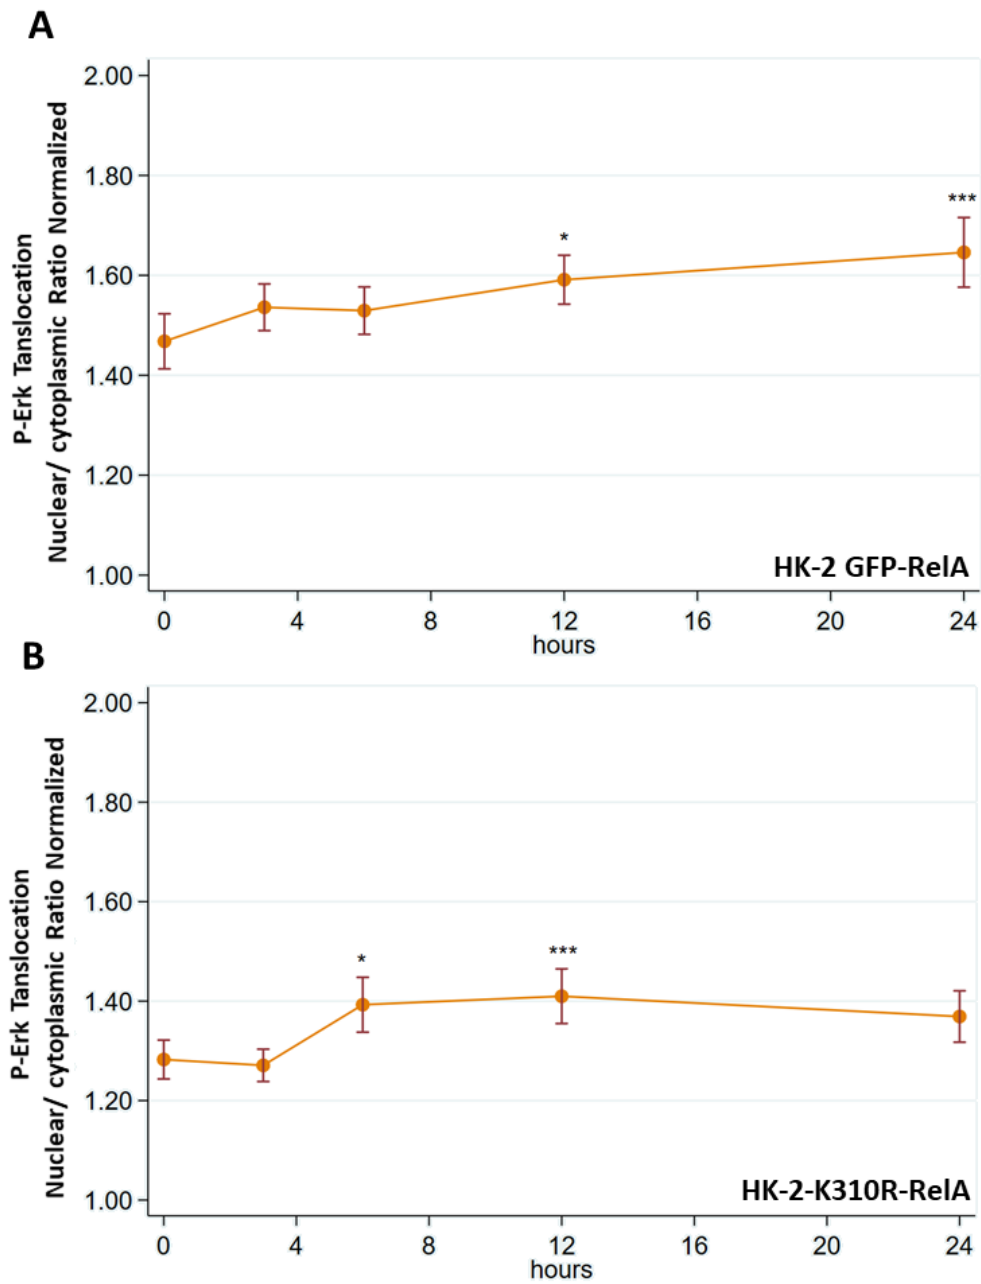 A
P-Erk Tanslocation
Nuclear/ cytoplasmic Ratio Normalized
2.00
1.80
1.60
1.40
1.20
1.00
*
***
HK-2 GFP-RelA
0 4 8 12 16 20 24
hours
B
P-Erk Tanslocation
Nuclear/ cytoplasmic Ratio Normalized
2.00
1.80
1.60
1.40
1.20
1.00
*
***
HK-2-K310R-RelA
0 4 8 12 16 20 24
hours